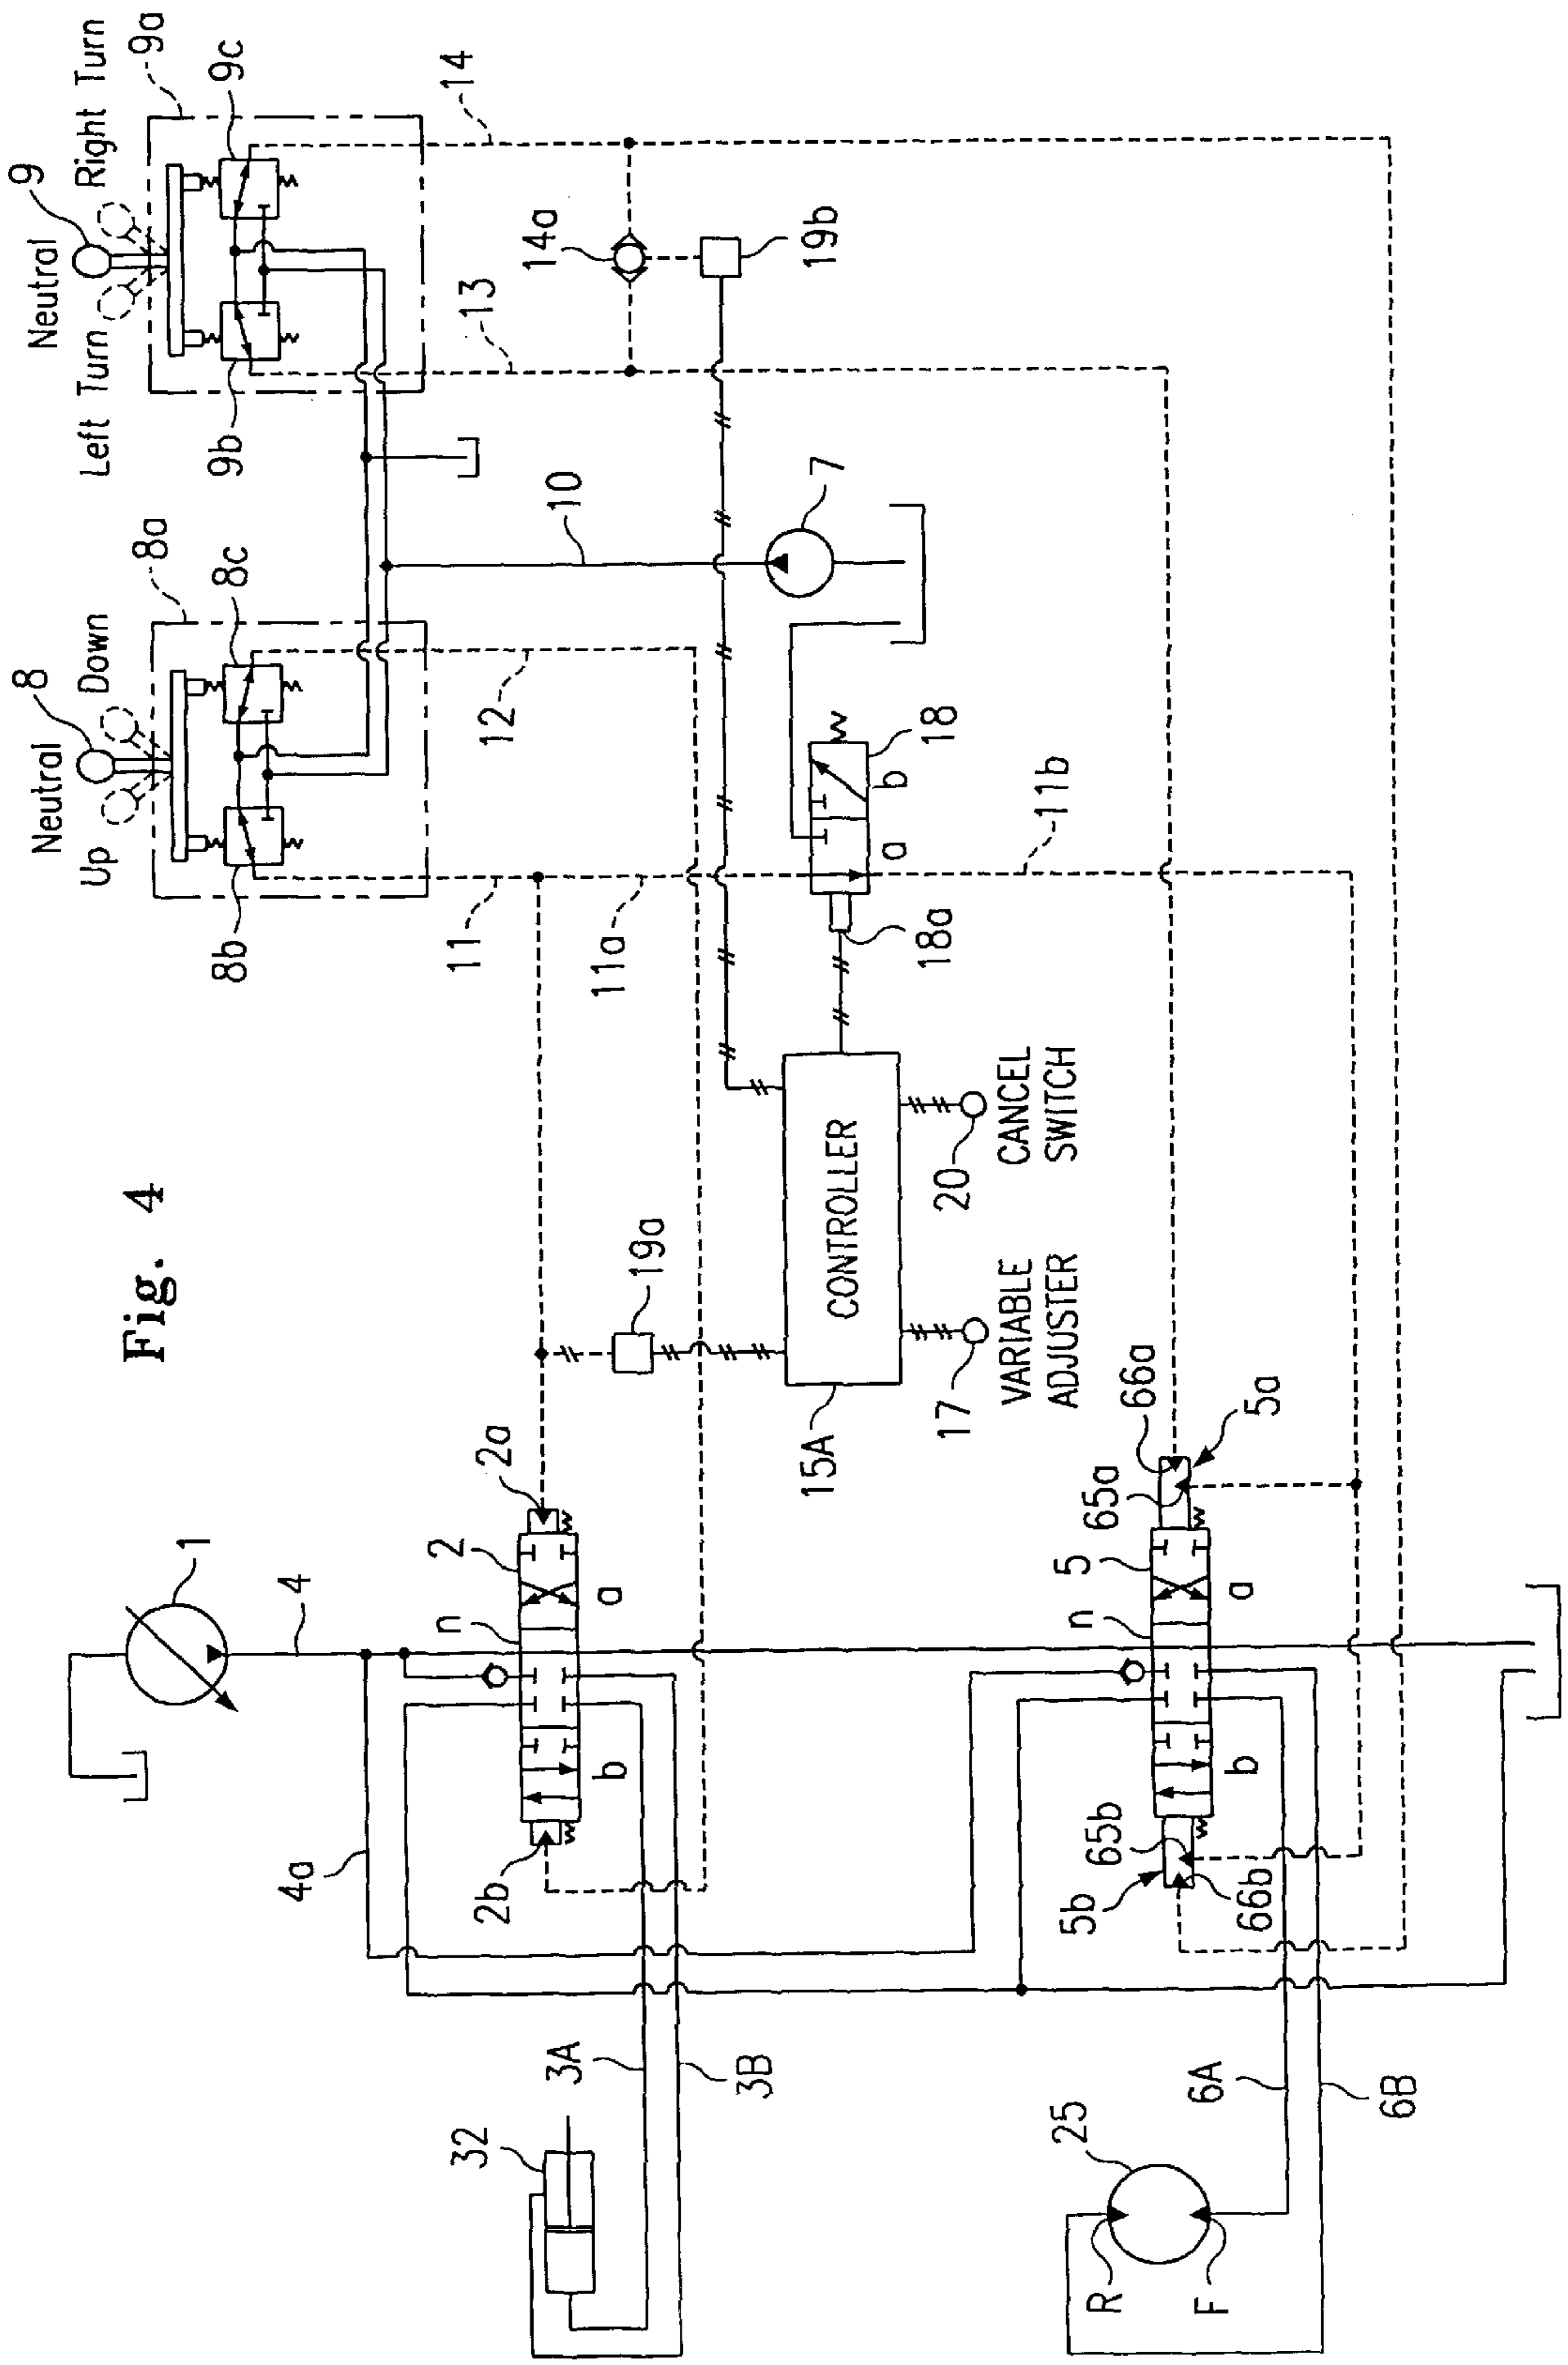 Fig. 4
1
4
4a
2
2a
2b
n
a
b
32
3A
3B
5
5a
5b
n
a
b
65a
66a
65b
66b
25
R
F
6A
6B
15A
CONTROLLER
17
VARIABLE
ADJUSTER
20
CANCEL
SWITCH
19a
18a
18
a
b
11
11a
11b
12
10
7
8
Neutral
Up
Down
8a
8b
8c
9
Neutral
Left Turn
Right Turn
9a
9b
9c
13
14
14a
19b